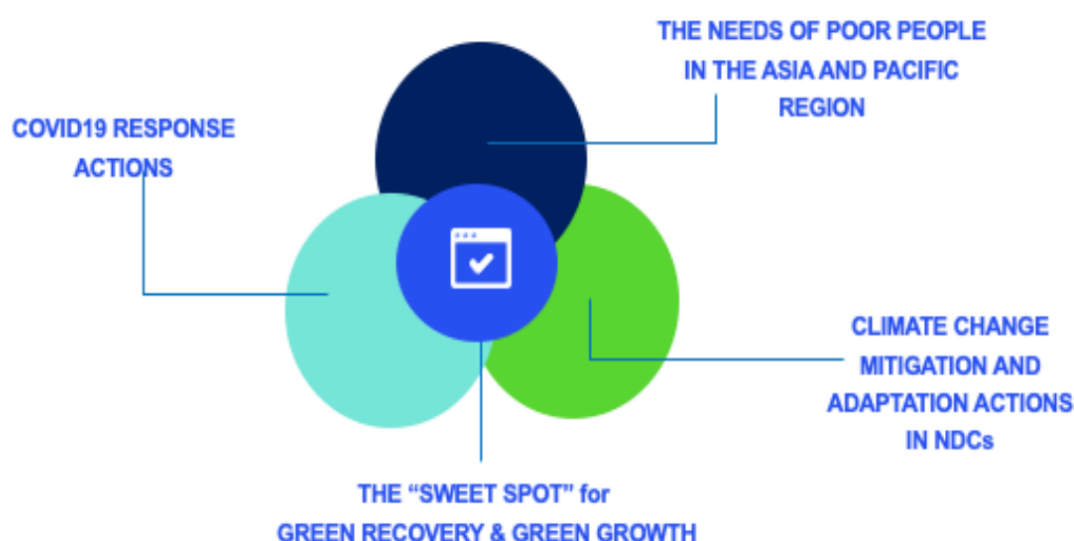 THE NEEDS OF POOR PEOPLE
IN THE ASIA AND PACIFIC
REGION
COVID19 RESPONSE
ACTIONS
CLIMATE CHANGE
MITIGATION AND
ADAPTATION ACTIONS
IN NDCs
THE “SWEET SPOT” for
GREEN RECOVERY & GREEN GROWTH